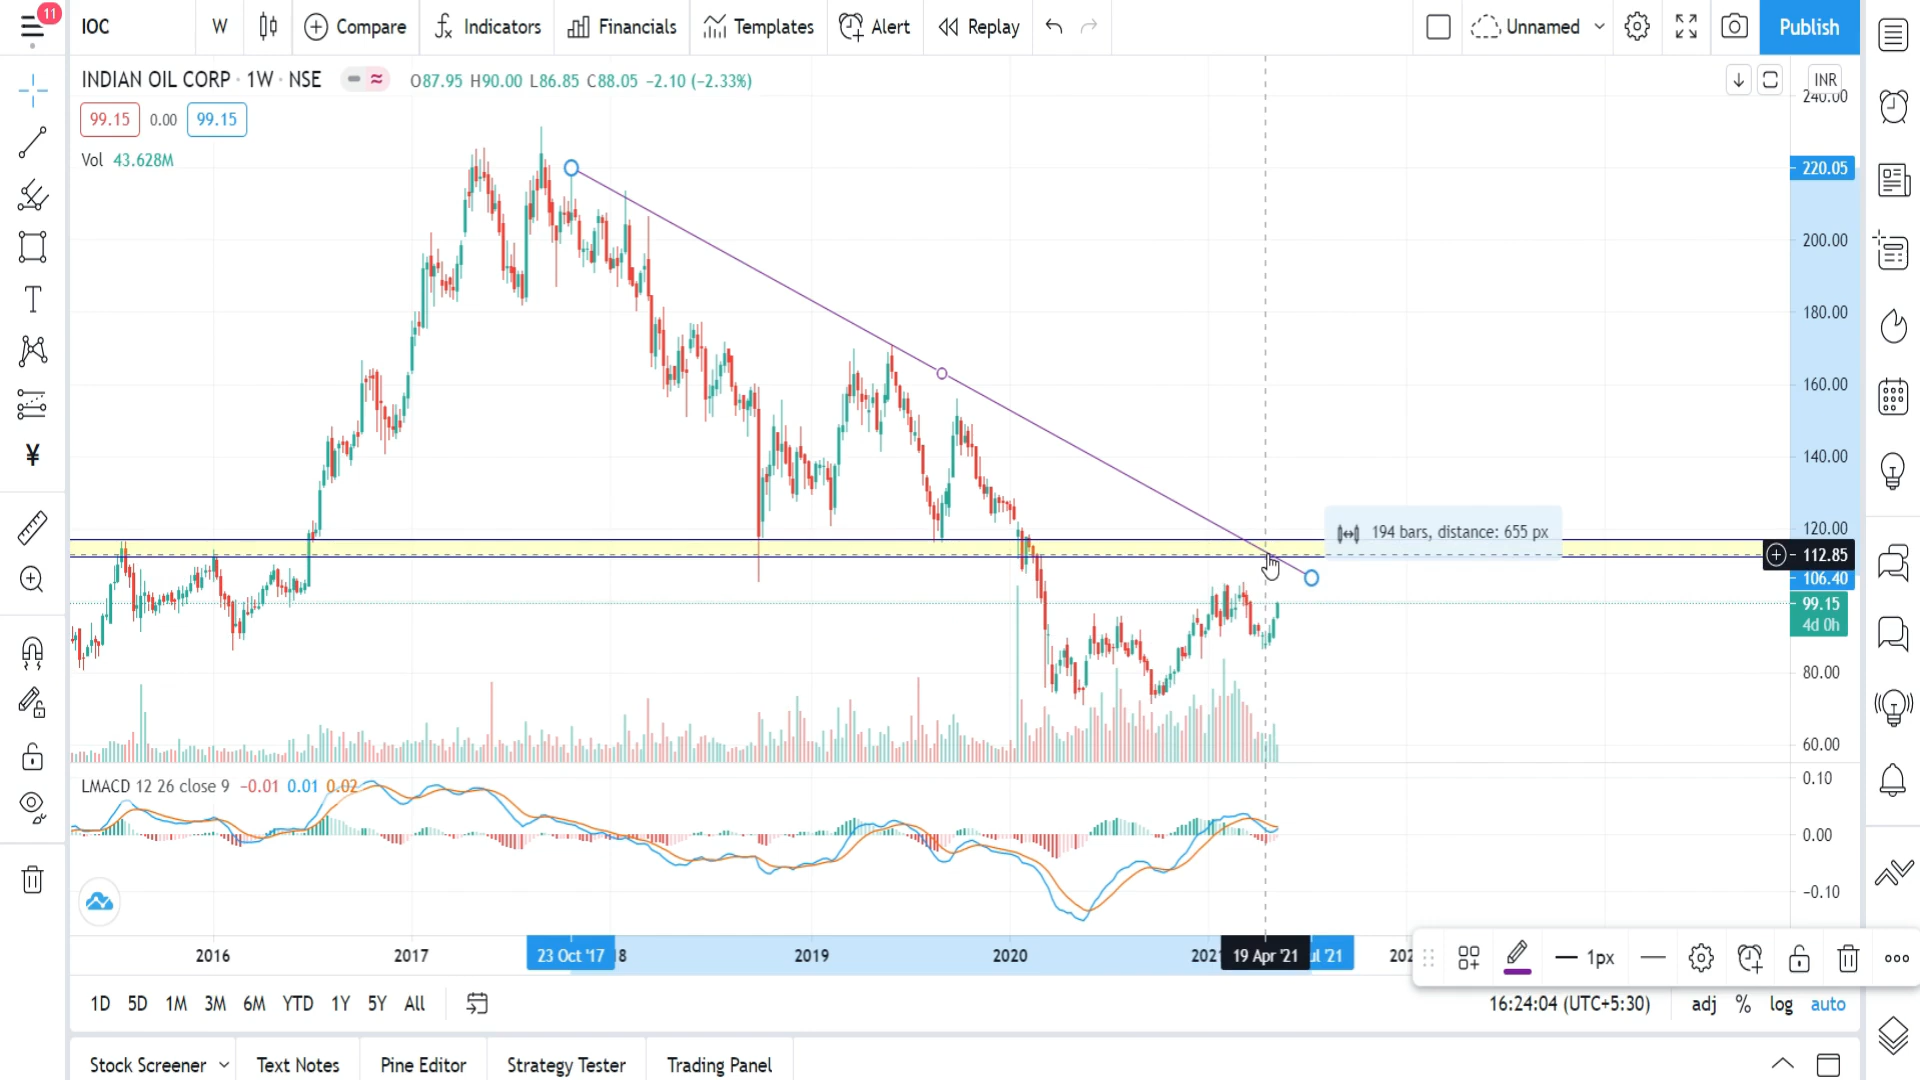 11
IOC
W
Compare
Indicators
Financials
Templates
Alert
Replay
Unnamed
Publish
INDIAN OIL CORP · 1W · NSE
O87.95 H90.00 L86.85 C88.05 −2.10 (−2.33%)
INR
99.15 0.00 99.15
Vol 43.628M
240.00
220.05
200.00
180.00
160.00
140.00
120.00
112.85
106.40
99.15
4d 0h
80.00
60.00
194 bars, distance: 655 px
LMACD 12 26 close 9 −0.01 0.01 0.02
0.10
0.00
−0.10
2016
2017
23 Oct '17
8
2019
2020
2021
19 Apr '21
ul '21
202
1px
1D 5D 1M 3M 6M YTD 1Y 5Y All
16:24:04 (UTC+5:30)
adj % log auto
Stock Screener
Text Notes
Pine Editor
Strategy Tester
Trading Panel